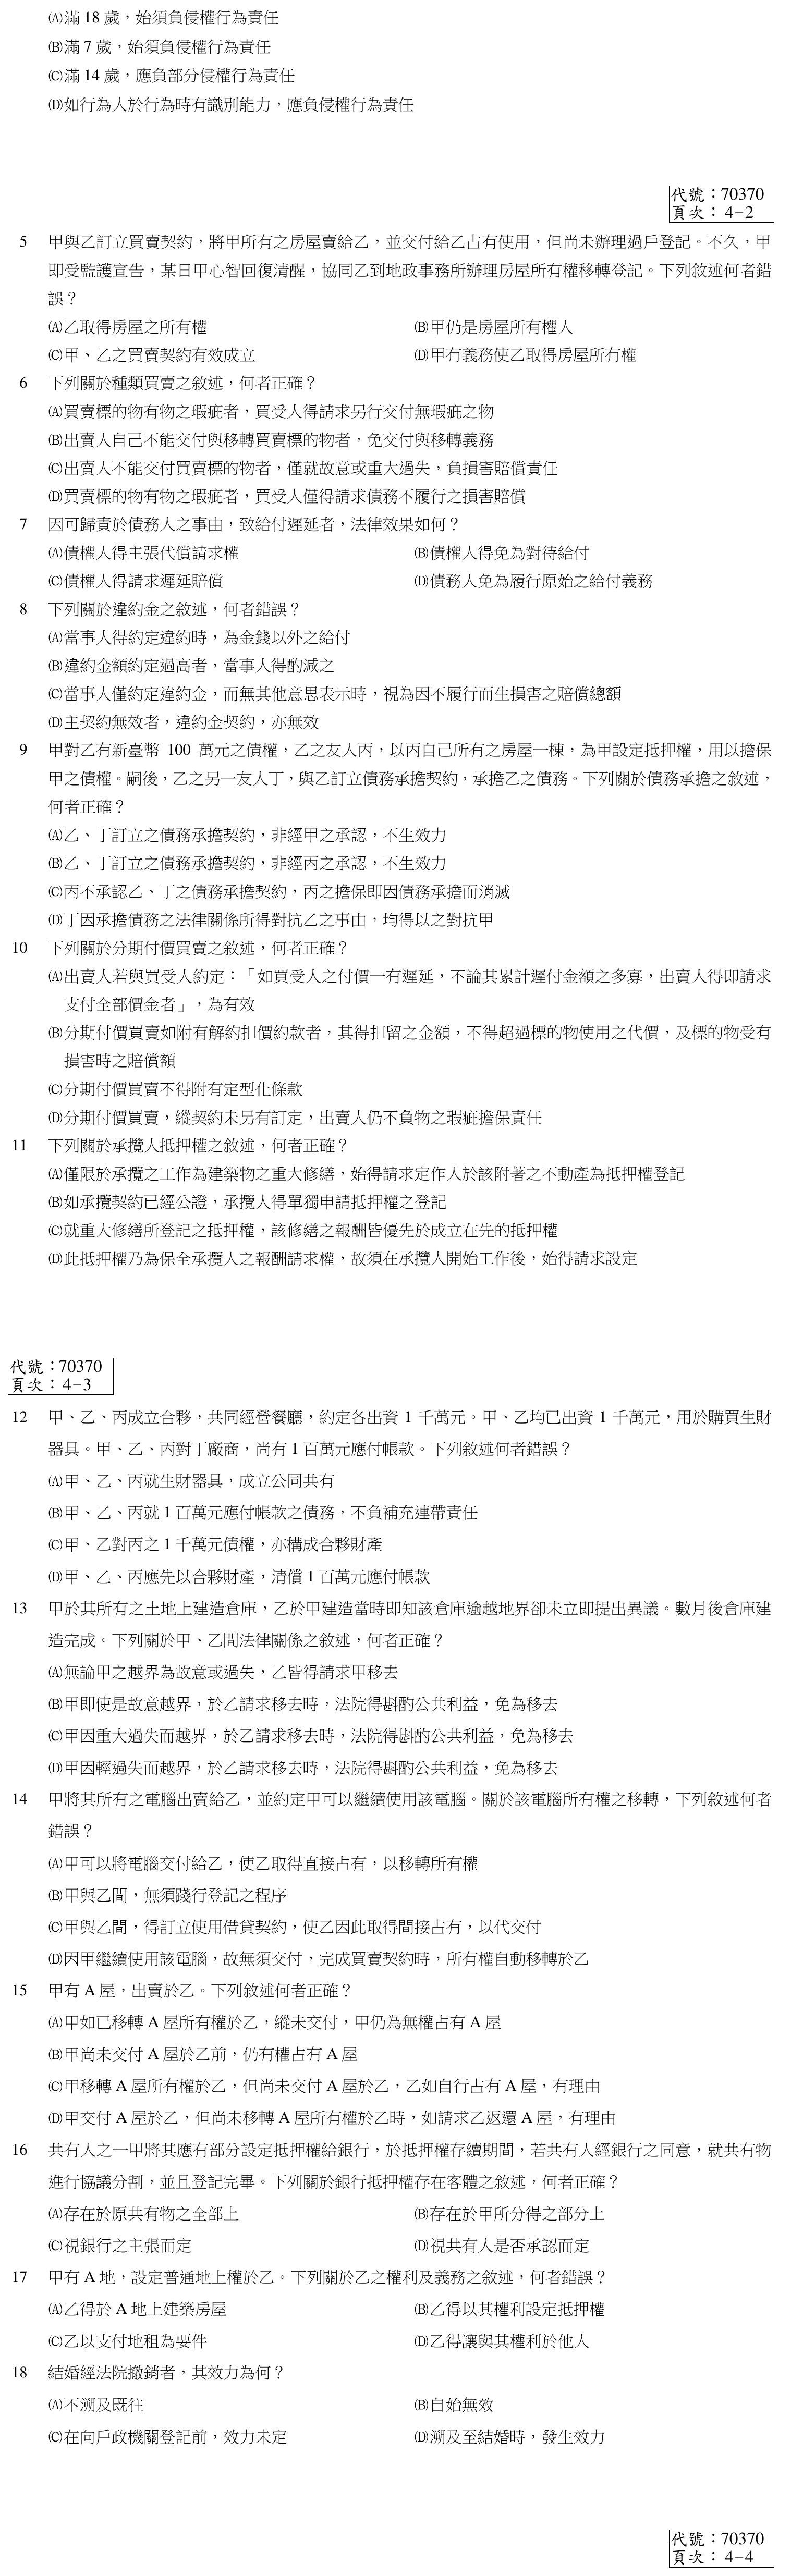 (A)滿 18 歲，始須負侵權行為責任
(B)滿 7 歲，始須負侵權行為責任
(C)滿 14 歲，應負部分侵權行為責任
(D)如行為人於行為時有識別能力，應負侵權行為責任
代號：70370
頁次：4－2
5 甲與乙訂立買賣契約，將甲所有之房屋賣給乙，並交付給乙占有使用，但尚未辦理過戶登記。不久，甲
即受監護宣告，某日甲心智回復清醒，協同乙到地政事務所辦理房屋所有權移轉登記。下列敘述何者錯
誤？
(A)乙取得房屋之所有權 (B)甲仍是房屋所有權人
(C)甲、乙之買賣契約有效成立 (D)甲有義務使乙取得房屋所有權
6 下列關於種類買賣之敘述，何者正確？
(A)買賣標的物有物之瑕疵者，買受人得請求另行交付無瑕疵之物
(B)出賣人自己不能交付與移轉買賣標的物者，免交付與移轉義務
(C)出賣人不能交付買賣標的物者，僅就故意或重大過失，負損害賠償責任
(D)買賣標的物有物之瑕疵者，買受人僅得請求債務不履行之損害賠償
7 因可歸責於債務人之事由，致給付遲延者，法律效果如何？
(A)債權人得主張代償請求權 (B)債權人得免為對待給付
(C)債權人得請求遲延賠償 (D)債務人免為履行原始之給付義務
8 下列關於違約金之敘述，何者錯誤？
(A)當事人得約定違約時，為金錢以外之給付
(B)違約金額約定過高者，當事人得酌減之
(C)當事人僅約定違約金，而無其他意思表示時，視為因不履行而生損害之賠償總額
(D)主契約無效者，違約金契約，亦無效
9 甲對乙有新臺幣 100 萬元之債權，乙之友人丙，以丙自己所有之房屋一棟，為甲設定抵押權，用以擔保
甲之債權。嗣後，乙之另一友人丁，與乙訂立債務承擔契約，承擔乙之債務。下列關於債務承擔之敘述，
何者正確？
(A)乙、丁訂立之債務承擔契約，非經甲之承認，不生效力
(B)乙、丁訂立之債務承擔契約，非經丙之承認，不生效力
(C)丙不承認乙、丁之債務承擔契約，丙之擔保即因債務承擔而消滅
(D)丁因承擔債務之法律關係所得對抗乙之事由，均得以之對抗甲
10 下列關於分期付價買賣之敘述，何者正確？
(A)出賣人若與買受人約定：「如買受人之付價一有遲延，不論其累計遲付金額之多寡，出賣人得即請求
支付全部價金者」，為有效
(B)分期付價買賣如附有解約扣價約款者，其得扣留之金額，不得超過標的物使用之代價，及標的物受有
損害時之賠償額
(C)分期付價買賣不得附有定型化條款
(D)分期付價買賣，縱契約未另有訂定，出賣人仍不負物之瑕疵擔保責任
11 下列關於承攬人抵押權之敘述，何者正確？
(A)僅限於承攬之工作為建築物之重大修繕，始得請求定作人於該附著之不動產為抵押權登記
(B)如承攬契約已經公證，承攬人得單獨申請抵押權之登記
(C)就重大修繕所登記之抵押權，該修繕之報酬皆優先於成立在先的抵押權
(D)此抵押權乃為保全承攬人之報酬請求權，故須在承攬人開始工作後，始得請求設定
代號：70370
頁次：4－3
12 甲、乙、丙成立合夥，共同經營餐廳，約定各出資 1 千萬元。甲、乙均已出資 1 千萬元，用於購買生財
器具。甲、乙、丙對丁廠商，尚有 1 百萬元應付帳款。下列敘述何者錯誤？
(A)甲、乙、丙就生財器具，成立公同共有
(B)甲、乙、丙就 1 百萬元應付帳款之債務，不負補充連帶責任
(C)甲、乙對丙之 1 千萬元債權，亦構成合夥財產
(D)甲、乙、丙應先以合夥財產，清償 1 百萬元應付帳款
13 甲於其所有之土地上建造倉庫，乙於甲建造當時即知該倉庫逾越地界卻未立即提出異議。數月後倉庫建
造完成。下列關於甲、乙間法律關係之敘述，何者正確？
(A)無論甲之越界為故意或過失，乙皆得請求甲移去
(B)甲即使是故意越界，於乙請求移去時，法院得斟酌公共利益，免為移去
(C)甲因重大過失而越界，於乙請求移去時，法院得斟酌公共利益，免為移去
(D)甲因輕過失而越界，於乙請求移去時，法院得斟酌公共利益，免為移去
14 甲將其所有之電腦出賣給乙，並約定甲可以繼續使用該電腦。關於該電腦所有權之移轉，下列敘述何者
錯誤？
(A)甲可以將電腦交付給乙，使乙取得直接占有，以移轉所有權
(B)甲與乙間，無須踐行登記之程序
(C)甲與乙間，得訂立使用借貸契約，使乙因此取得間接占有，以代交付
(D)因甲繼續使用該電腦，故無須交付，完成買賣契約時，所有權自動移轉於乙
15 甲有 A 屋，出賣於乙。下列敘述何者正確？
(A)甲如已移轉 A 屋所有權於乙，縱未交付，甲仍為無權占有 A 屋
(B)甲尚未交付 A 屋於乙前，仍有權占有 A 屋
(C)甲移轉 A 屋所有權於乙，但尚未交付 A 屋於乙，乙如自行占有 A 屋，有理由
(D)甲交付 A 屋於乙，但尚未移轉 A 屋所有權於乙時，如請求乙返還 A 屋，有理由
16 共有人之一甲將其應有部分設定抵押權給銀行，於抵押權存續期間，若共有人經銀行之同意，就共有物
進行協議分割，並且登記完畢。下列關於銀行抵押權存在客體之敘述，何者正確？
(A)存在於原共有物之全部上 (B)存在於甲所分得之部分上
(C)視銀行之主張而定 (D)視共有人是否承認而定
17 甲有 A 地，設定普通地上權於乙。下列關於乙之權利及義務之敘述，何者錯誤？
(A)乙得於 A 地上建築房屋 (B)乙得以其權利設定抵押權
(C)乙以支付地租為要件 (D)乙得讓與其權利於他人
18 結婚經法院撤銷者，其效力為何？
(A)不溯及既往 (B)自始無效
(C)在向戶政機關登記前，效力未定 (D)溯及至結婚時，發生效力
代號：70370
頁次：4－4